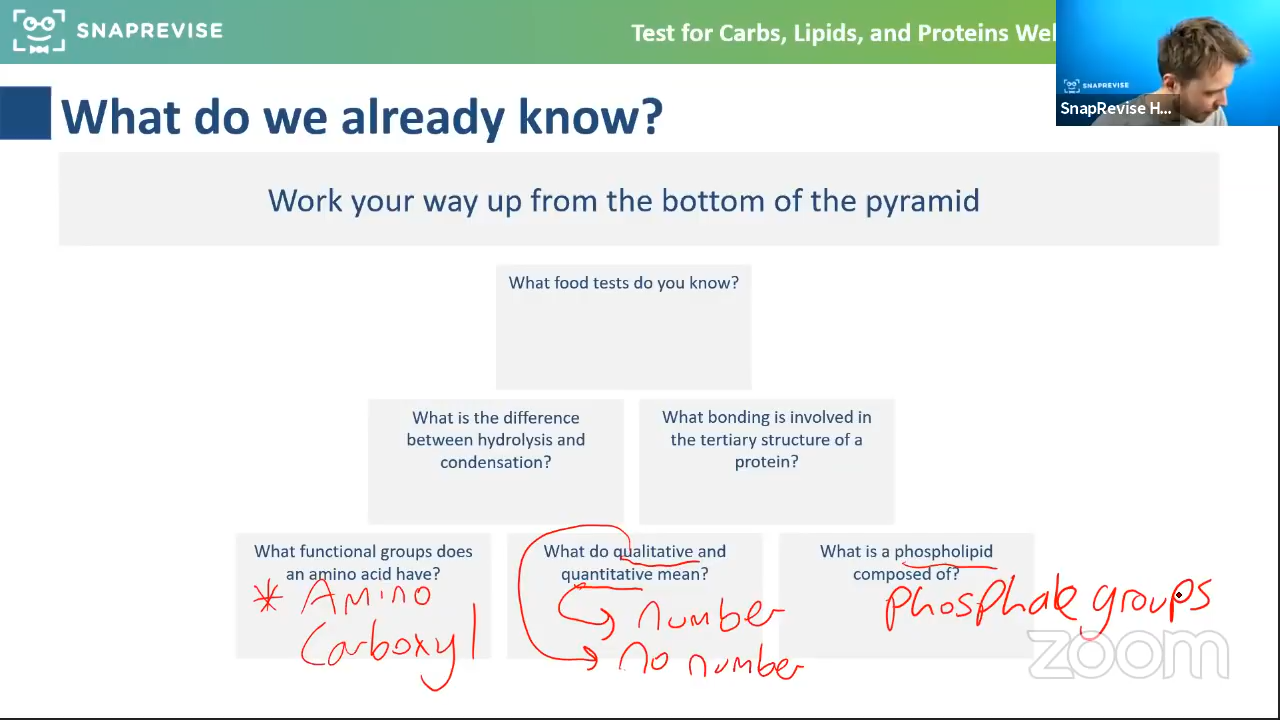 SNAPREVISE
Test for Carbs, Lipids, and Proteins We
SNAPREVISE
SnapRevise H...
What do we already know?
Work your way up from the bottom of the pyramid
What food tests do you know?
What is the difference
between hydrolysis and
condensation?
What bonding is involved in
the tertiary structure of a
protein?
What functional groups does
an amino acid have?
* Amino
Carboxyl
What do qualitative and
quantitative mean?
number
no number
What is a phospholipid
composed of?
phosphate groups
zoom